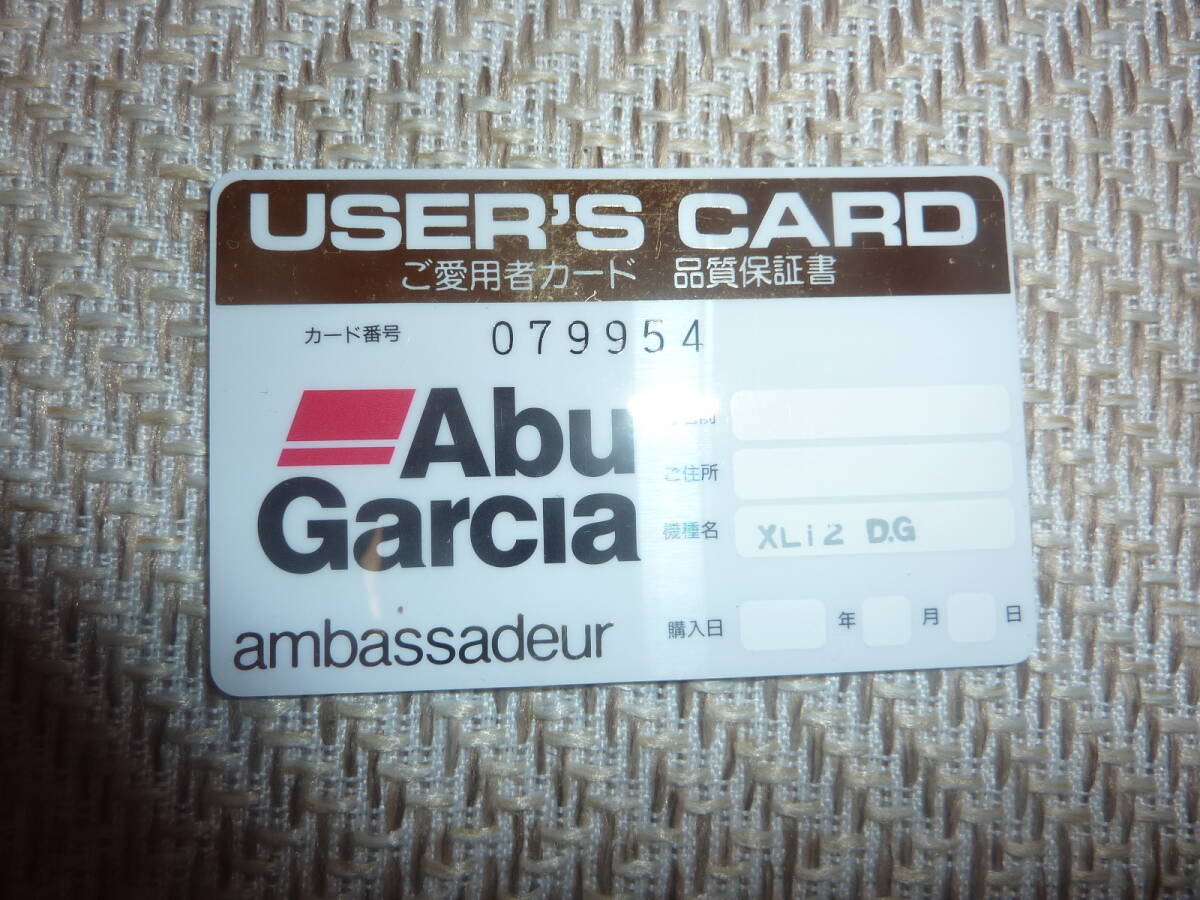 USER'S CARD
ご愛用者カード 品質保証書
カード番号 079954
Abu
Garcia
ambassadeur
ご住所
機種名 XLi2 D.G
購入日 年 月 日